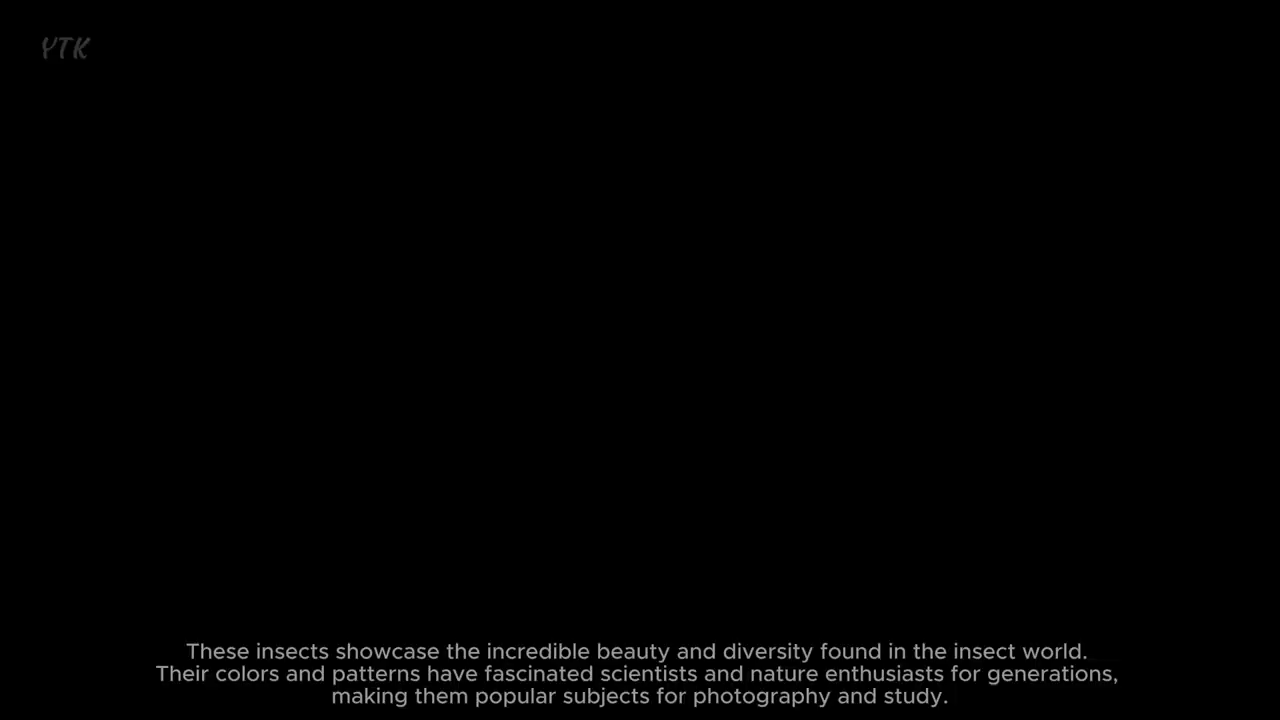 YTK
These insects showcase the incredible beauty and diversity found in the insect world.
Their colors and patterns have fascinated scientists and nature enthusiasts for generations,
making them popular subjects for photography and study.